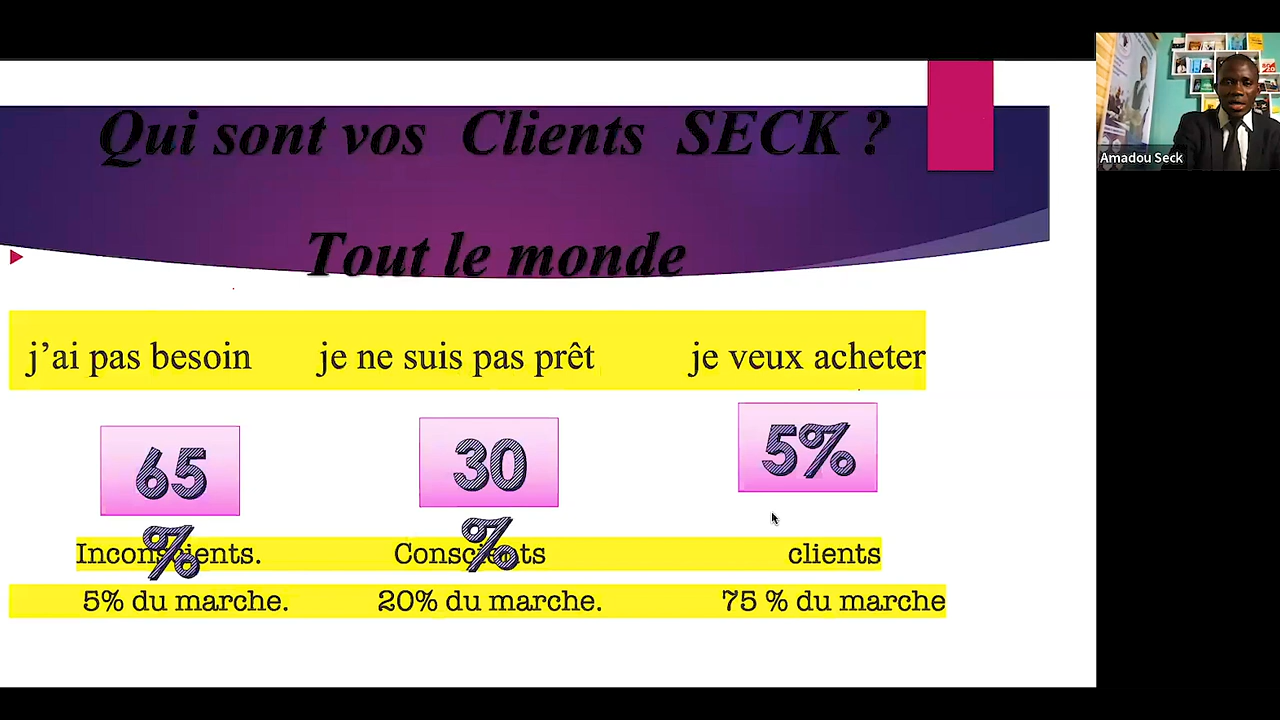 Qui sont vos Clients SECK ?
Tout le monde
j’ai pas besoin je ne suis pas prêt je veux acheter
65 % 30 % 5%
Inconscients. Conscients clients
5% du marche. 20% du marche. 75 % du marche
Amadou Seck